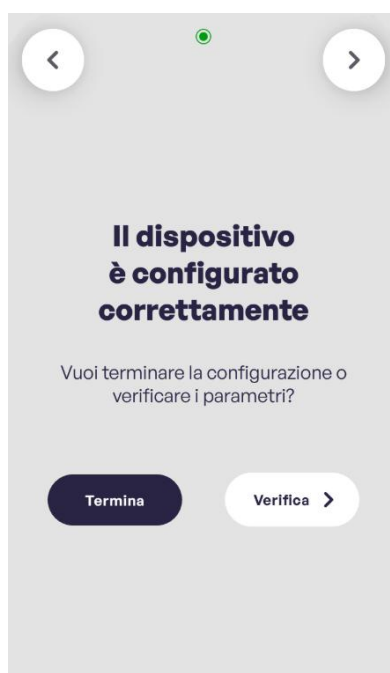 Il dispositivo
è configurato
correttamente
Vuoi terminare la configurazione o
verificare i parametri?
Termina
Verifica